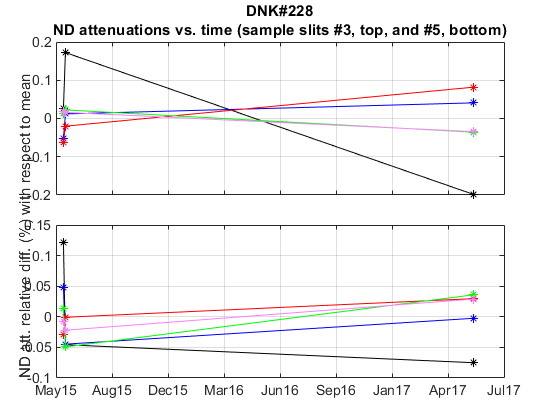 DNK#228
ND attenuations vs. time (sample slits #3, top, and #5, bottom)
0.2
0.1
0
-0.1
-0.2
ND att. relative diff. (%) with respect to mean
0.15
0.1
0.05
0
-0.05
-0.1
May15 Aug15 Dec15 Mar16 Jun16 Sep16 Jan17 Apr17 Jul17